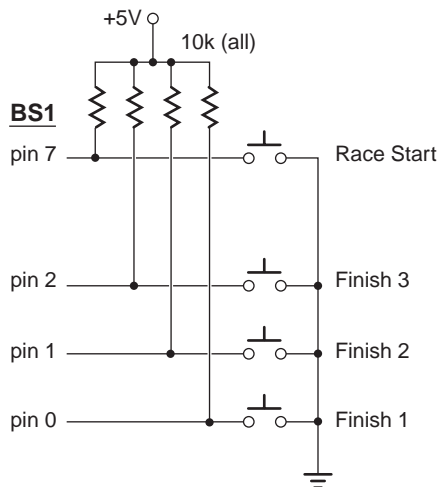 +5V
10k (all)
BS1
pin 7 Race Start
pin 2 Finish 3
pin 1 Finish 2
pin 0 Finish 1